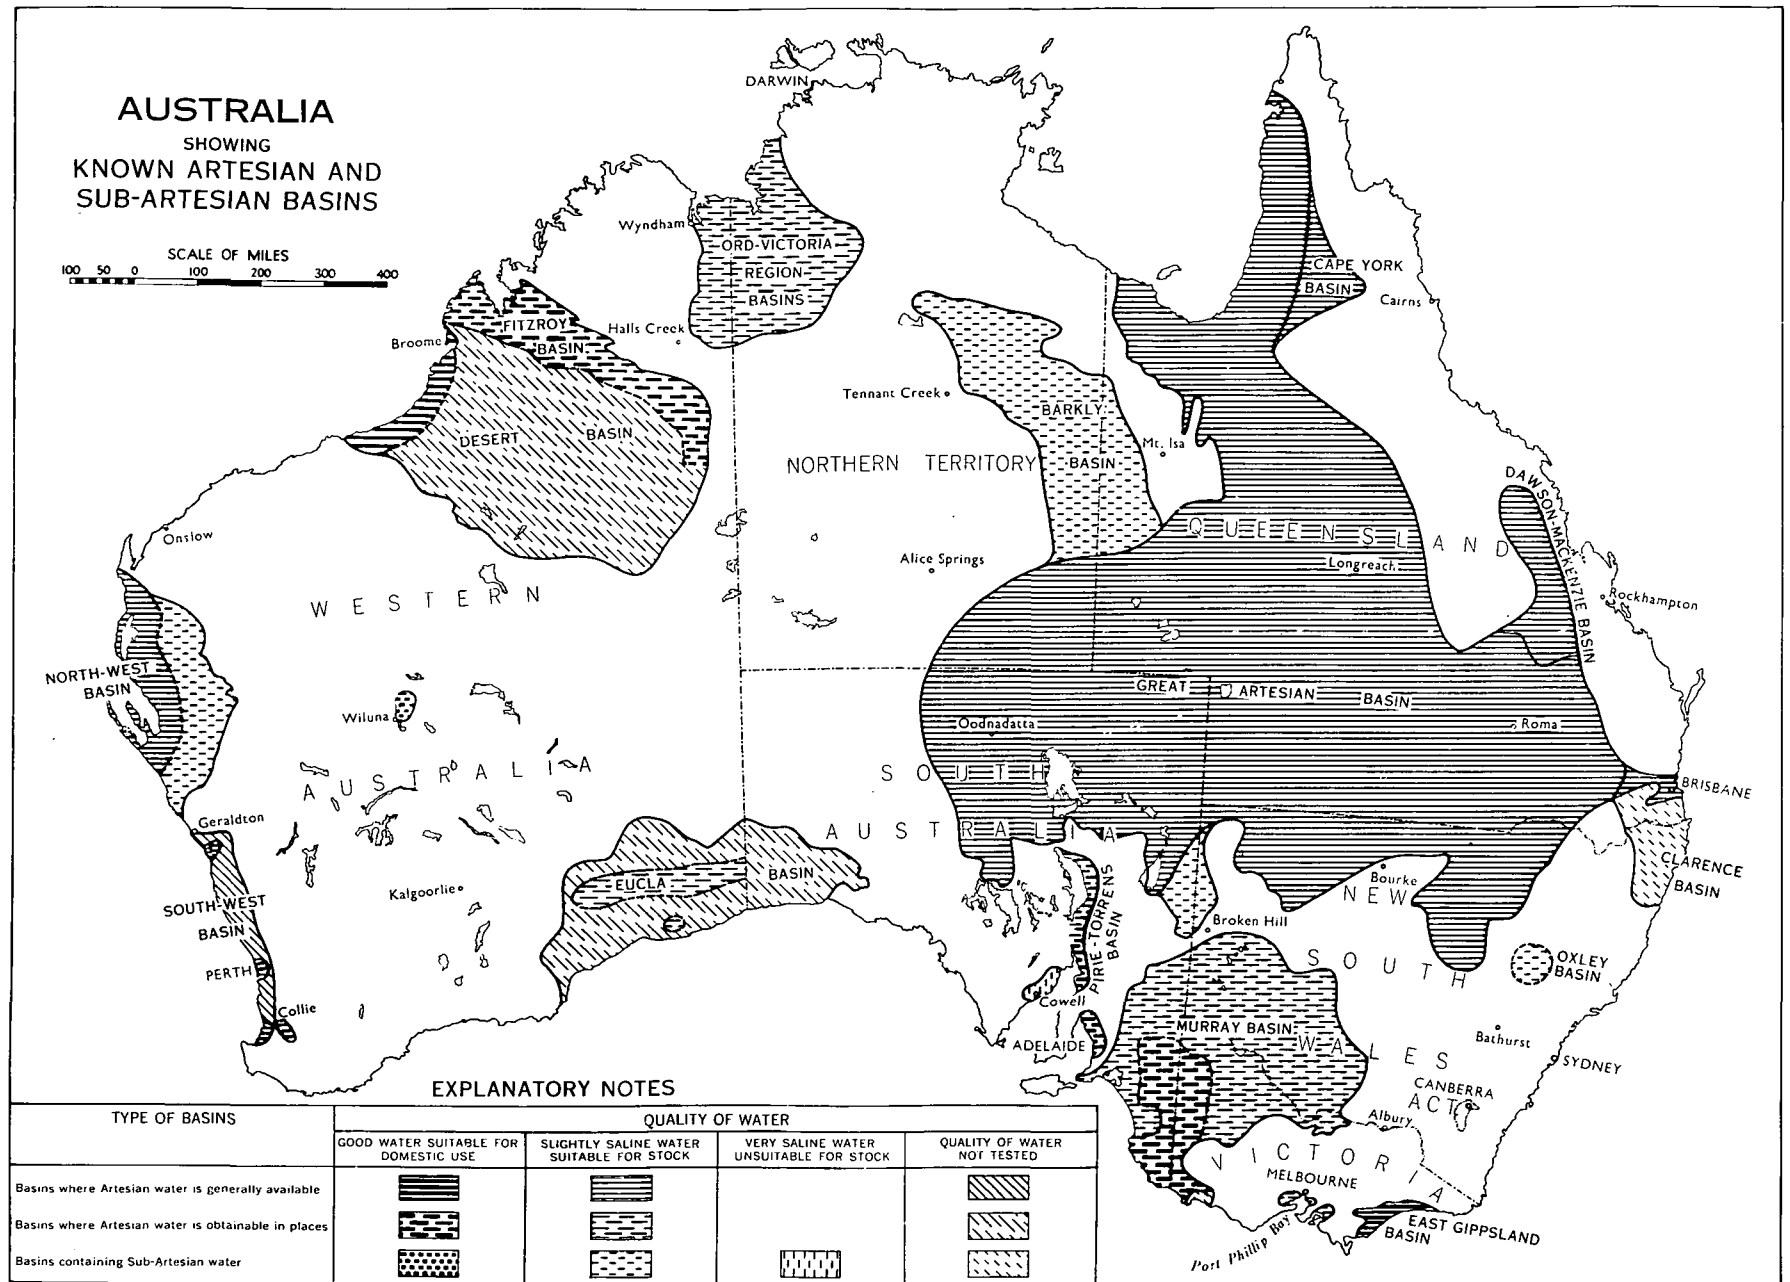 AUSTRALIA
SHOWING
KNOWN ARTESIAN AND
SUB-ARTESIAN BASINS
SCALE OF MILES
100 50 0 100 200 300 400
DARWIN
Wyndham
ORD-VICTORIA
REGION
BASINS
CAPE YORK
BASIN
Cairns
FITZROY
BASIN
Halls Creek
Broome
Tennant Creek
BARKLY
BASIN
DESERT BASIN
Mt. Isa
NORTHERN TERRITORY
DAWSON-MACKENZIE BASIN
Onslow
QUEENSLAND
Alice Springs
Longreach
WESTERN
Rockhampton
NORTH-WEST
BASIN
GREAT ARTESIAN BASIN
Wiluna
Oodnadatta
Roma
AUSTRALIA
SOUTH
BRISBANE
Geraldton
AUSTRALIA
CLARENCE
BASIN
EUCLA BASIN
Kalgoorlie
Bourke
NEW
SOUTH-WEST
BASIN
PIRIE-TORRENS
BASIN
Broken Hill
SOUTH
OXLEY
BASIN
PERTH
Cowell
Collie
MURRAY BASIN
WALES
ADELAIDE
Bathurst
SYDNEY
CANBERRA
ACT
Albury
VICTORIA
MELBOURNE
EAST GIPPSLAND
BASIN
Port Phillip Bay
EXPLANATORY NOTES
TYPE OF BASINS
QUALITY OF WATER
GOOD WATER SUITABLE FOR
DOMESTIC USE
SLIGHTLY SALINE WATER
SUITABLE FOR STOCK
VERY SALINE WATER
UNSUITABLE FOR STOCK
QUALITY OF WATER
NOT TESTED
Basins where Artesian water is generally available
Basins where Artesian water is obtainable in places
Basins containing Sub-Artesian water